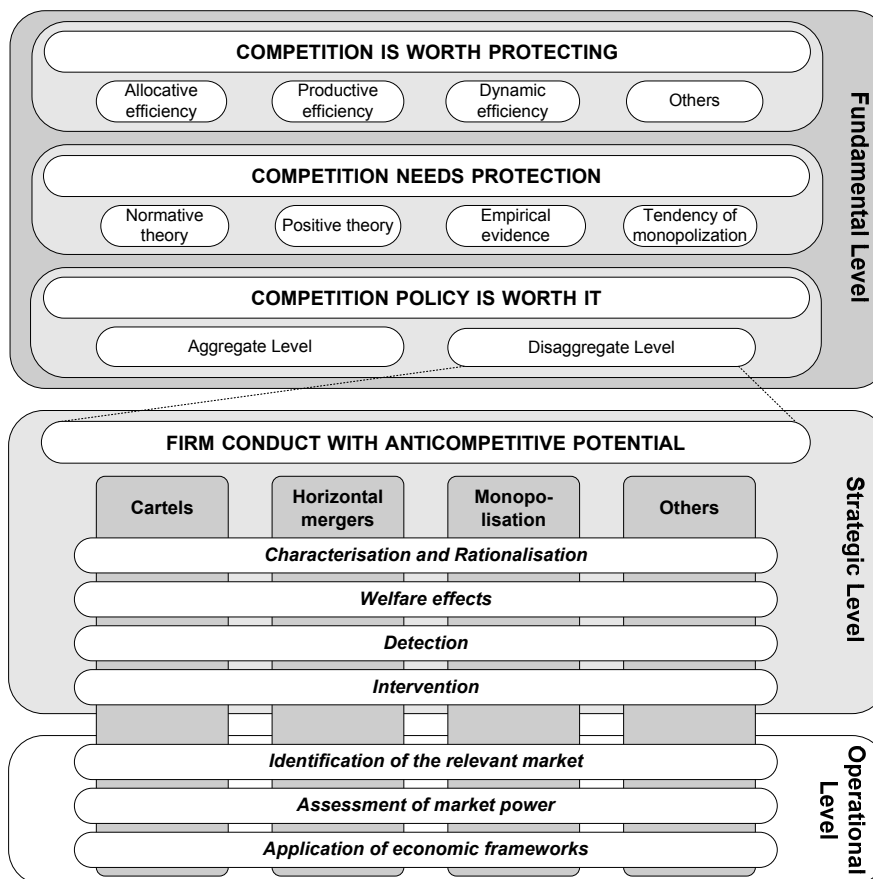 COMPETITION IS WORTH PROTECTING
Allocative
efficiency
Productive
efficiency
Dynamic
efficiency
Others
COMPETITION NEEDS PROTECTION
Normative
theory
Positive theory
Empirical
evidence
Tendency of
monopolization
COMPETITION POLICY IS WORTH IT
Aggregate Level
Disaggregate Level
Fundamental Level
FIRM CONDUCT WITH ANTICOMPETITIVE POTENTIAL
Cartels
Horizontal
mergers
Monopo-
lisation
Others
Characterisation and Rationalisation
Welfare effects
Detection
Intervention
Strategic Level
Identification of the relevant market
Assessment of market power
Application of economic frameworks
Operational
Level